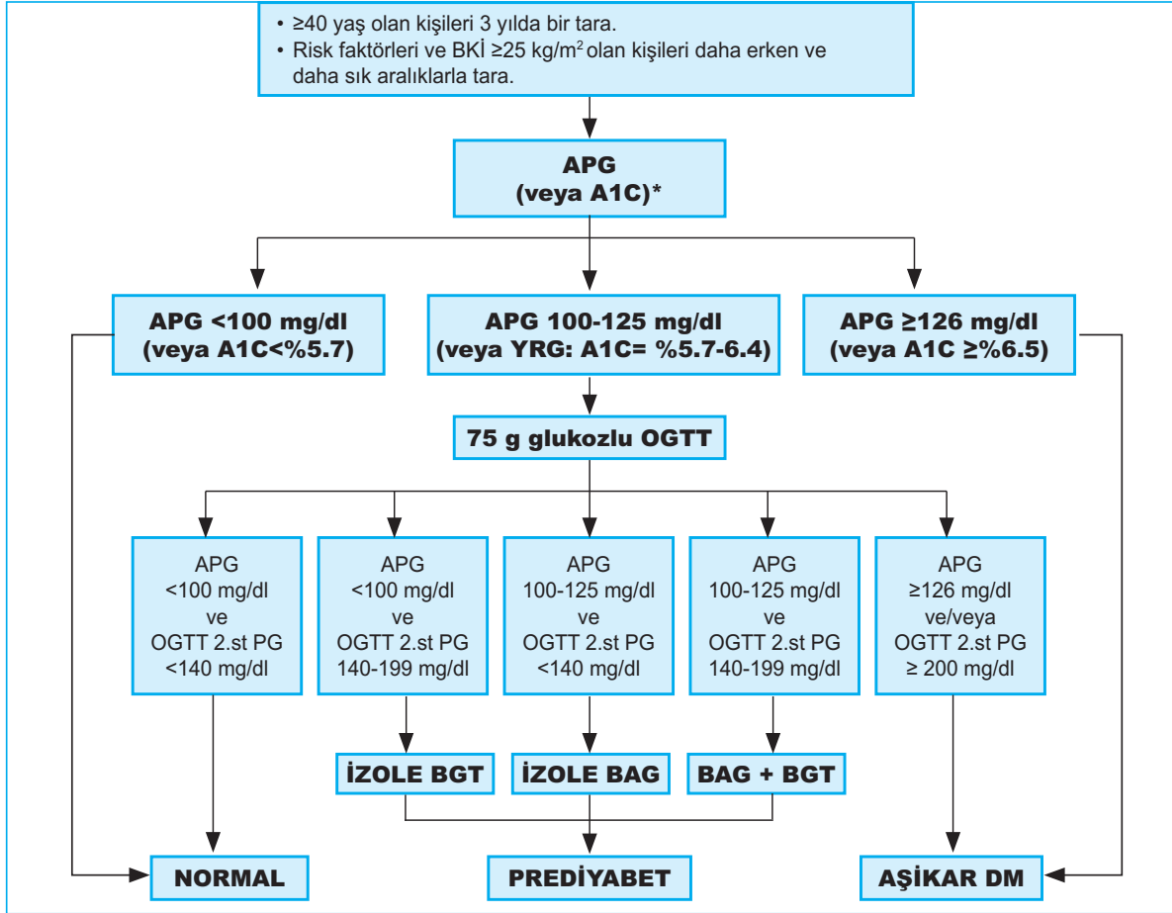 • ≥40 yaş olan kişileri 3 yılda bir tara.
• Risk faktörleri ve BKİ ≥25 kg/m² olan kişileri daha erken ve
daha sık aralıklarla tara.
APG
(veya A1C)*
APG <100 mg/dl
(veya A1C<%5.7)
APG 100-125 mg/dl
(veya YRG: A1C= %5.7-6.4)
APG ≥126 mg/dl
(veya A1C ≥%6.5)
75 g glukozlu OGTT
APG
<100 mg/dl
ve
OGTT 2.st PG
<140 mg/dl
APG
<100 mg/dl
ve
OGTT 2.st PG
140-199 mg/dl
APG
100-125 mg/dl
ve
OGTT 2.st PG
<140 mg/dl
APG
100-125 mg/dl
ve
OGTT 2.st PG
140-199 mg/dl
APG
≥126 mg/dl
ve/veya
OGTT 2.st PG
≥ 200 mg/dl
İZOLE BGT
İZOLE BAG
BAG + BGT
NORMAL
PREDİYABET
AŞİKAR DM